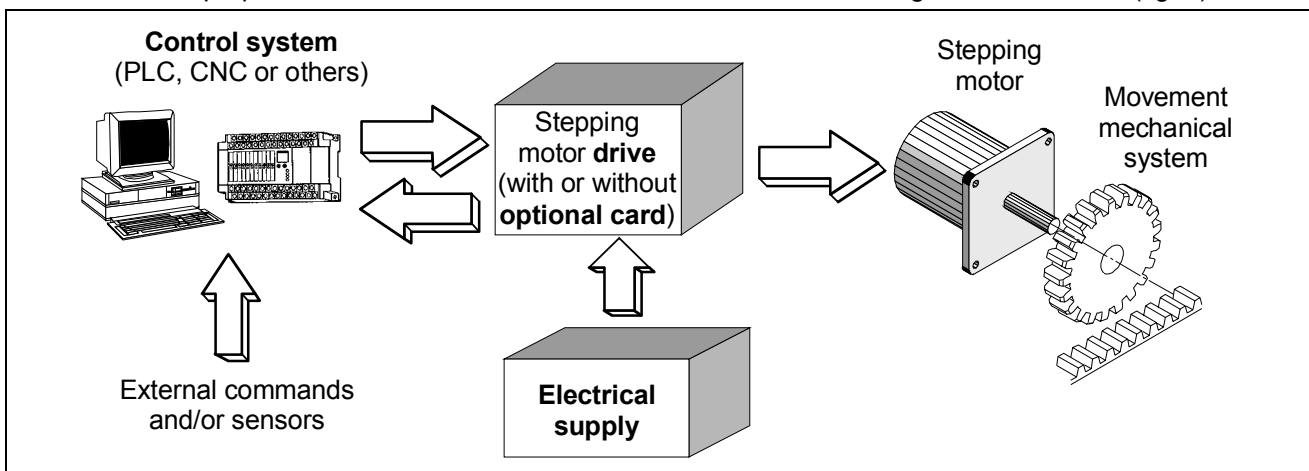 Control system
(PLC, CNC or others)
Stepping
motor drive
(with or without
optional card)
Stepping
motor
Movement
mechanical
system
External commands
and/or sensors
Electrical
supply